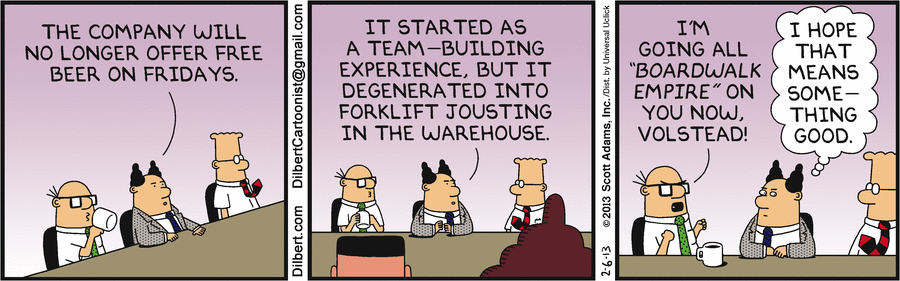 THE COMPANY WILL
NO LONGER OFFER FREE
BEER ON FRIDAYS.
Dilbert.com DilbertCartoonist@gmail.com
IT STARTED AS
A TEAM-BUILDING
EXPERIENCE, BUT IT
DEGENERATED INTO
FORKLIFT JOUSTING
IN THE WAREHOUSE.
2-6-13 © 2013 Scott Adams, Inc. /Dist. by Universal Uclick
I'M
GOING ALL
"BOARDWALK
EMPIRE" ON
YOU NOW,
VOLSTEAD!
I HOPE
THAT
MEANS
SOME-
THING
GOOD.